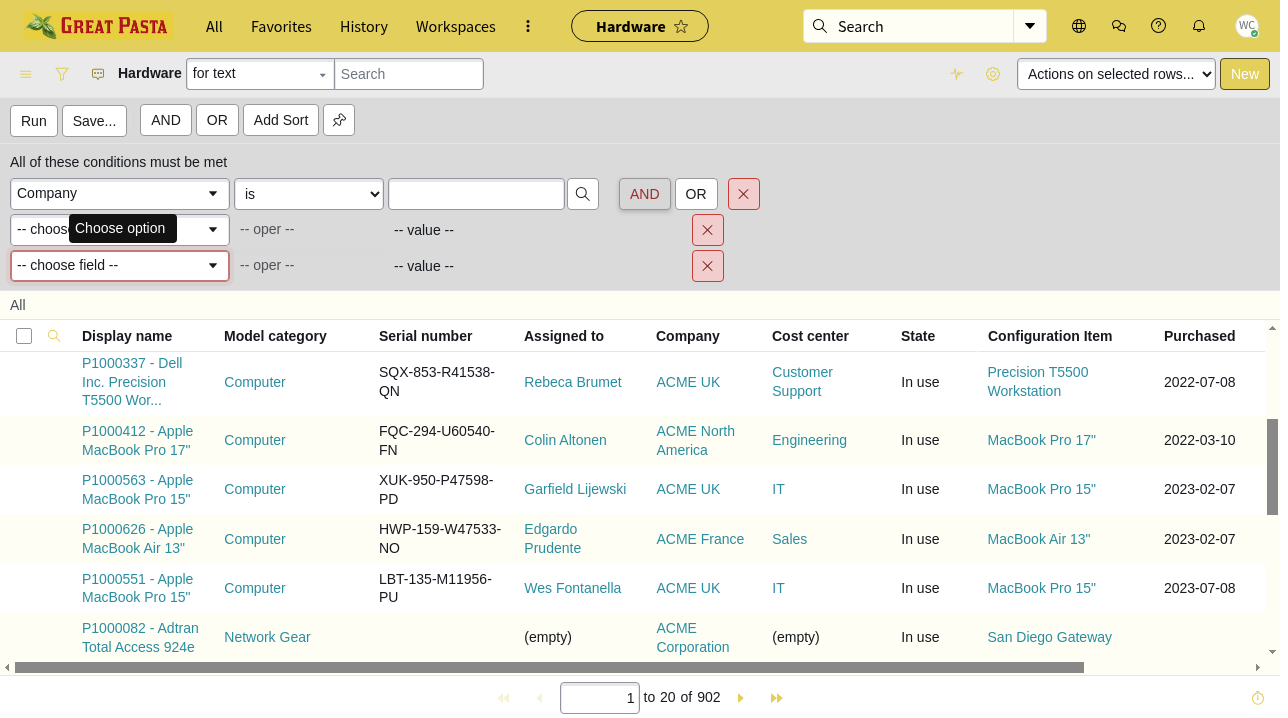 GREAT PASTA All Favorites History Workspaces Hardware Search WC
Hardware for text Search Actions on selected rows... New
Run Save... AND OR Add Sort
All of these conditions must be met
Company is AND OR
-- choose Choose option -- oper -- -- value --
-- choose field -- -- oper -- -- value --
All
Display name Model category Serial number Assigned to Company Cost center State Configuration Item Purchased
P1000337 - Dell Inc. Precision T5500 Wor... Computer SQX-853-R41538-QN Rebeca Brumet ACME UK Customer Support In use Precision T5500 Workstation 2022-07-08
P1000412 - Apple MacBook Pro 17" Computer FQC-294-U60540-FN Colin Altonen ACME North America Engineering In use MacBook Pro 17" 2022-03-10
P1000563 - Apple MacBook Pro 15" Computer XUK-950-P47598-PD Garfield Lijewski ACME UK IT In use MacBook Pro 15" 2023-02-07
P1000626 - Apple MacBook Air 13" Computer HWP-159-W47533-NO Edgardo Prudente ACME France Sales In use MacBook Air 13" 2023-02-07
P1000551 - Apple MacBook Pro 15" Computer LBT-135-M11956-PU Wes Fontanella ACME UK IT In use MacBook Pro 15" 2023-07-08
P1000082 - Adtran Total Access 924e Network Gear (empty) ACME Corporation (empty) In use San Diego Gateway
1 to 20 of 902